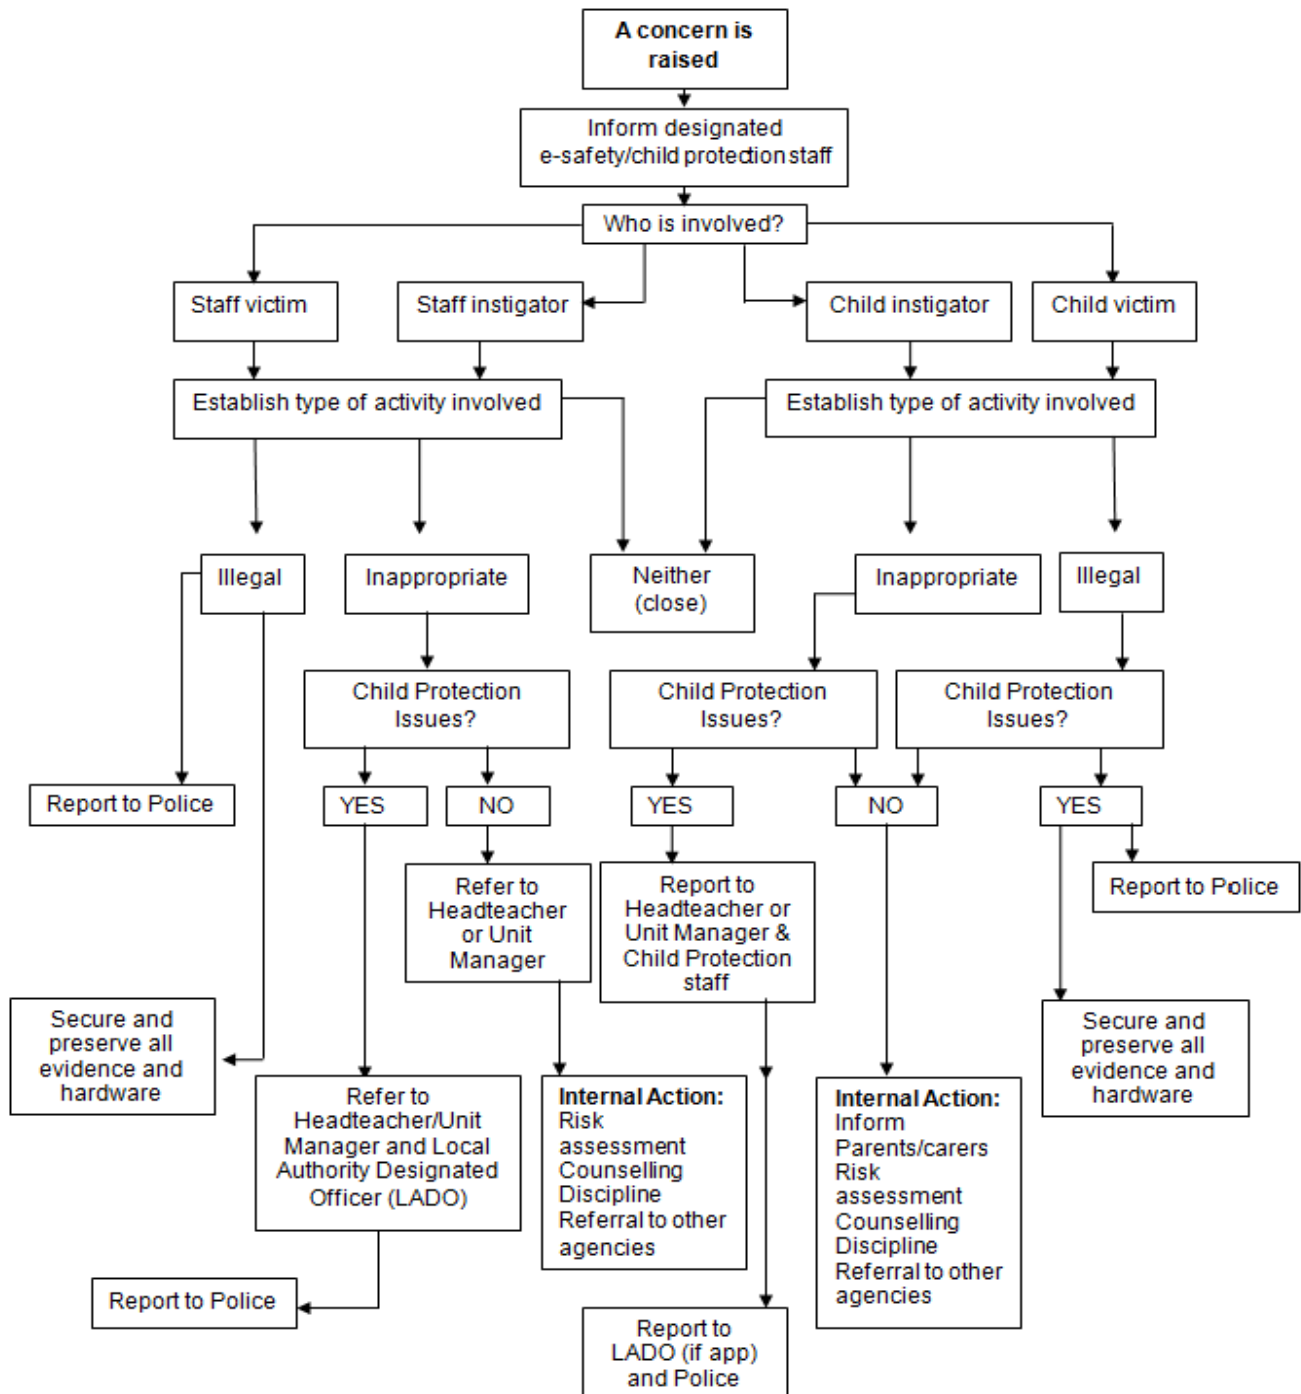 A concern is
raised
Inform designated
e-safety/child protection staff
Who is involved?
Staff victim
Staff instigator
Child instigator
Child victim
Establish type of activity involved
Establish type of activity involved
Illegal
Inappropriate
Neither
(close)
Inappropriate
Illegal
Child Protection
Issues?
Child Protection
Issues?
Child Protection
Issues?
Report to Police
YES
NO
YES
NO
YES
Refer to
Headteacher
or Unit
Manager
Report to
Headteacher or
Unit Manager &
Child Protection
staff
Report to Police
Secure and
preserve all
evidence and
hardware
Secure and
preserve all
evidence and
hardware
Refer to
Headteacher/Unit
Manager and Local
Authority Designated
Officer (LADO)
Internal Action:
Risk
assessment
Counselling
Discipline
Referral to other
agencies
Internal Action:
Inform
Parents/carers
Risk
assessment
Counselling
Discipline
Referral to other
agencies
Report to Police
Report to
LADO (if app)
and Police